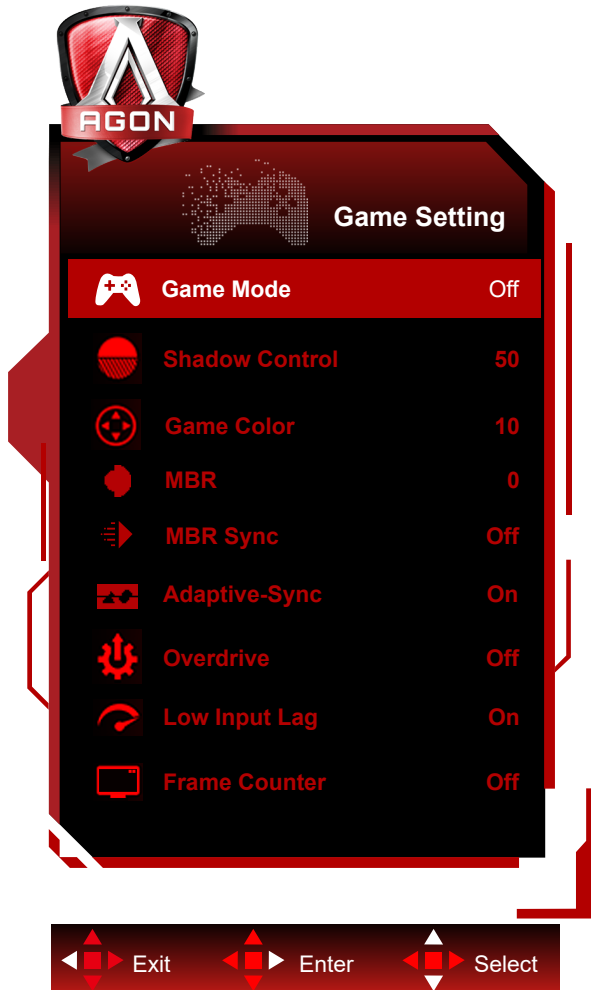 AGON
Game Setting
Game Mode Off
Shadow Control 50
Game Color 10
MBR 0
MBR Sync Off
Adaptive-Sync On
Overdrive Off
Low Input Lag On
Frame Counter Off
Exit Enter Select